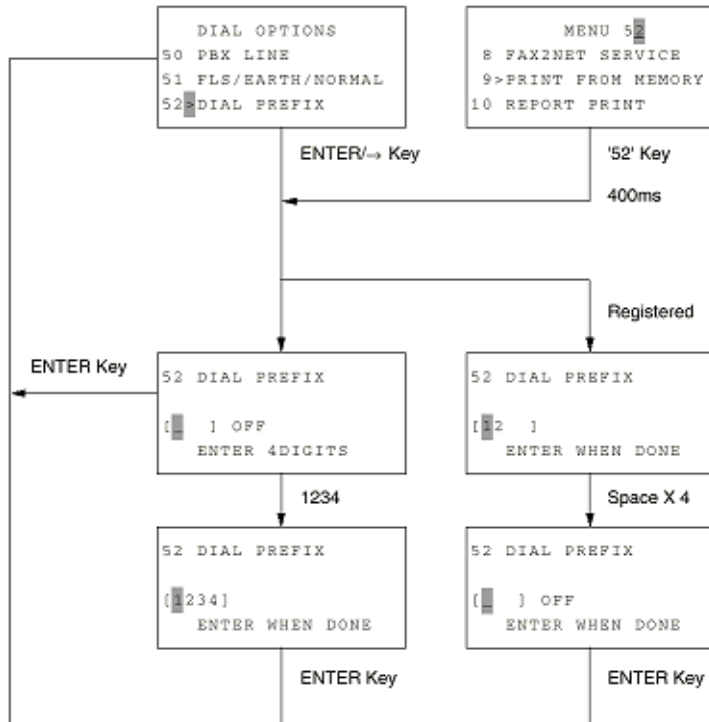 DIAL OPTIONS
50 PBX LINE
51 FLS/EARTH/NORMAL
52>DIAL PREFIX
MENU 52
8 FAX2NET SERVICE
9>PRINT FROM MEMORY
10 REPORT PRINT
ENTER/→ Key
'52' Key
400ms
Registered
ENTER Key
52 DIAL PREFIX
[_   ] OFF
ENTER 4DIGITS
52 DIAL PREFIX
[12  ]
ENTER WHEN DONE
1234
Space X 4
52 DIAL PREFIX
[1234]
ENTER WHEN DONE
52 DIAL PREFIX
[_   ] OFF
ENTER WHEN DONE
ENTER Key
ENTER Key